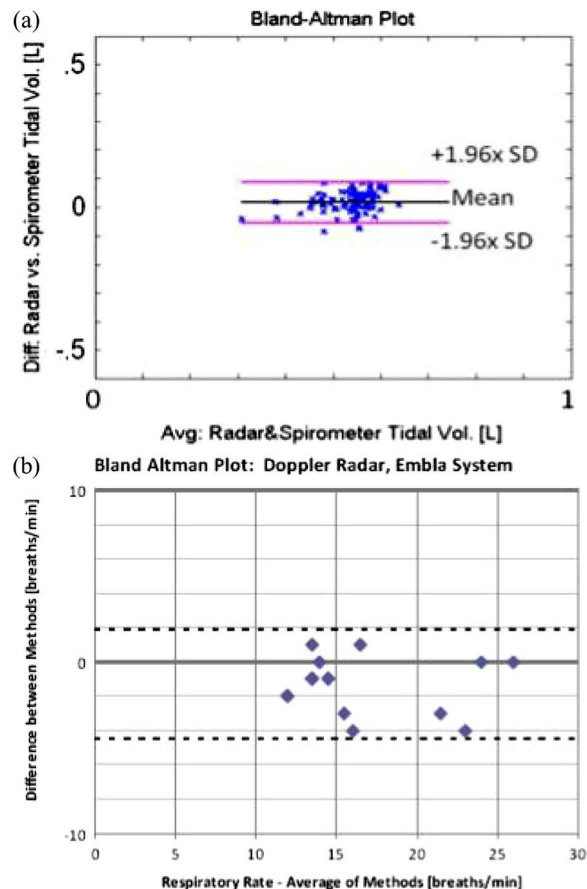 (a)
Bland-Altman Plot
Diff. Radar vs. Spirometer Tidal Vol. [L]
.5
+1.96x SD
0
Mean
-1.96x SD
-.5
0 1
Avg: Radar&Spirometer Tidal Vol. [L]
(b) Bland Altman Plot: Doppler Radar, Embla System
Difference between Methods [breaths/min]
10
0
-10
0 5 10 15 20 25 30
Respiratory Rate - Average of Methods [breaths/min]